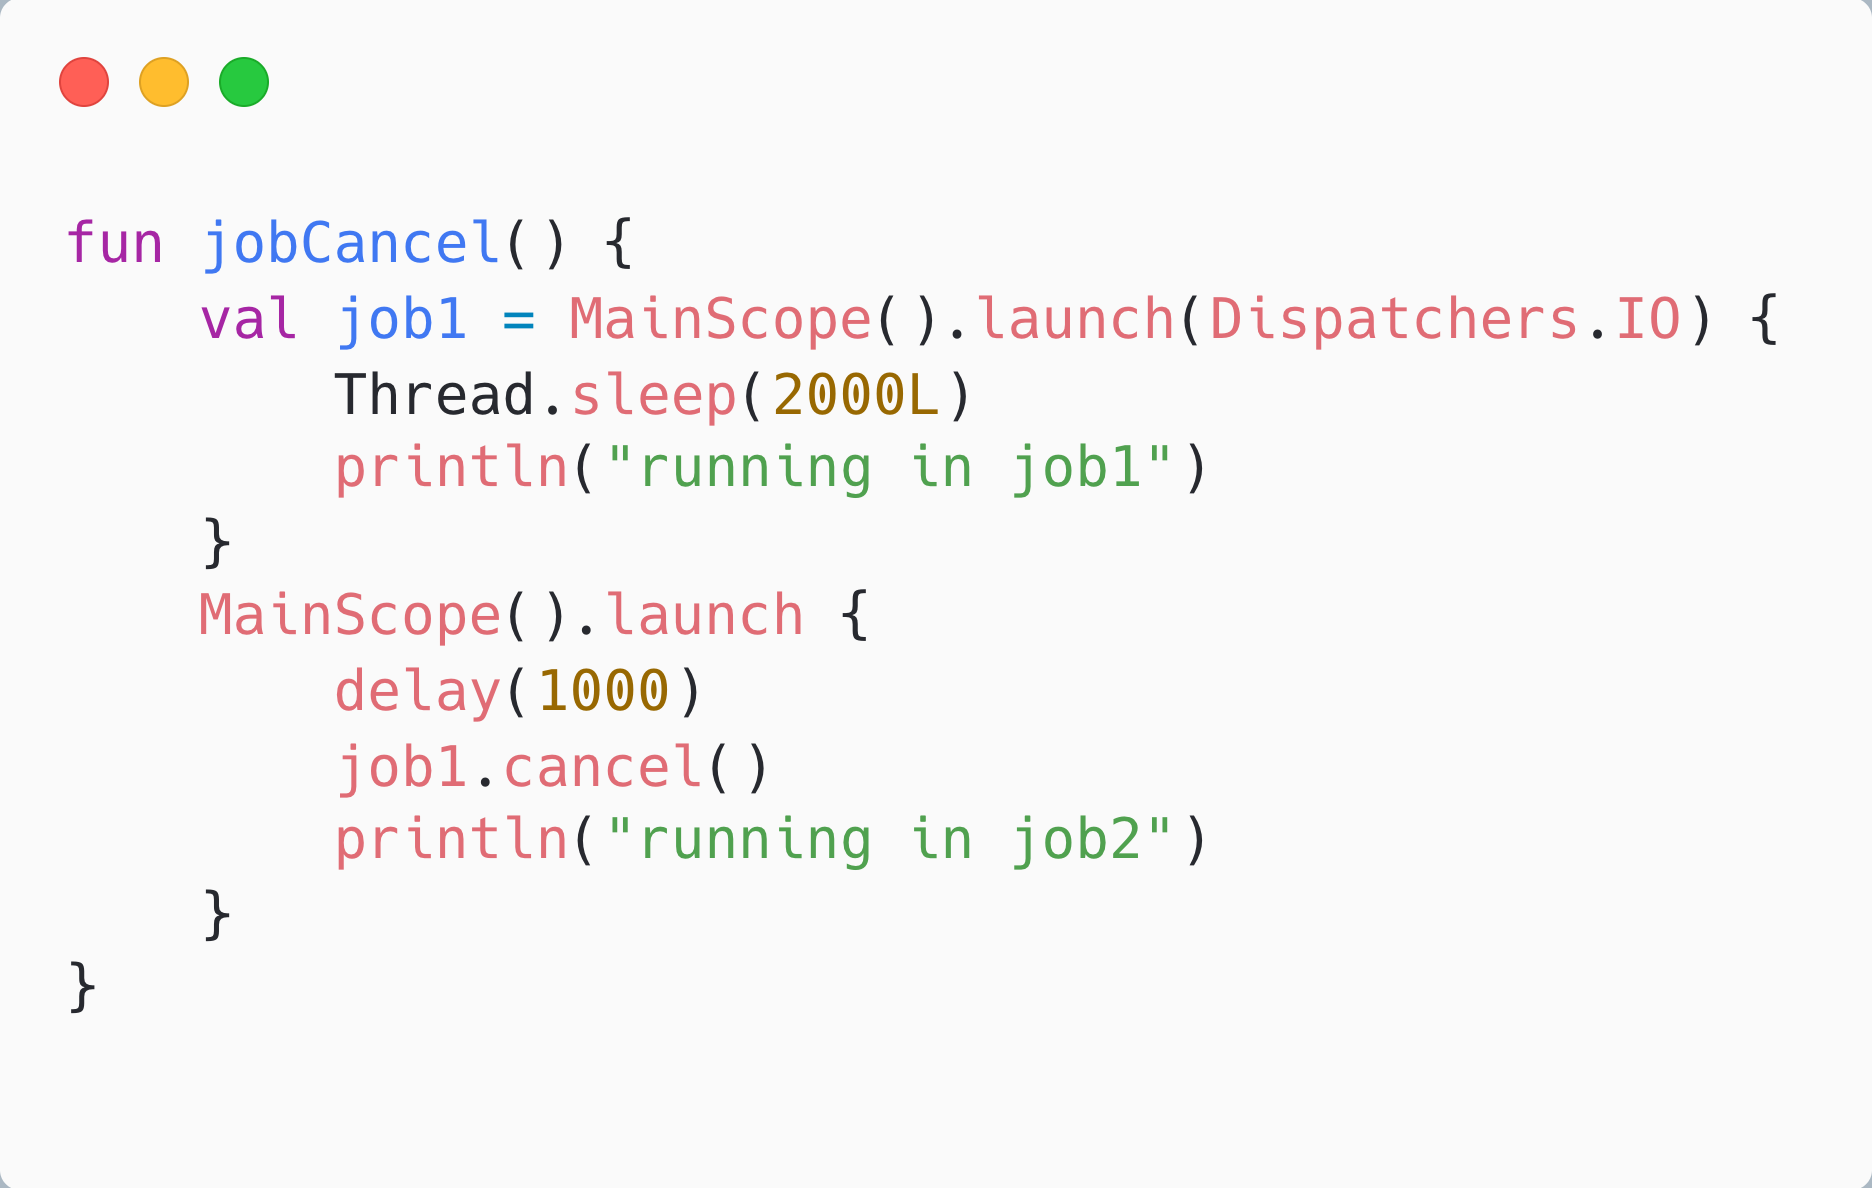 fun jobCancel() {
    val job1 = MainScope().launch(Dispatchers.IO) {
        Thread.sleep(2000L)
        println("running in job1")
    }
    MainScope().launch {
        delay(1000)
        job1.cancel()
        println("running in job2")
    }
}